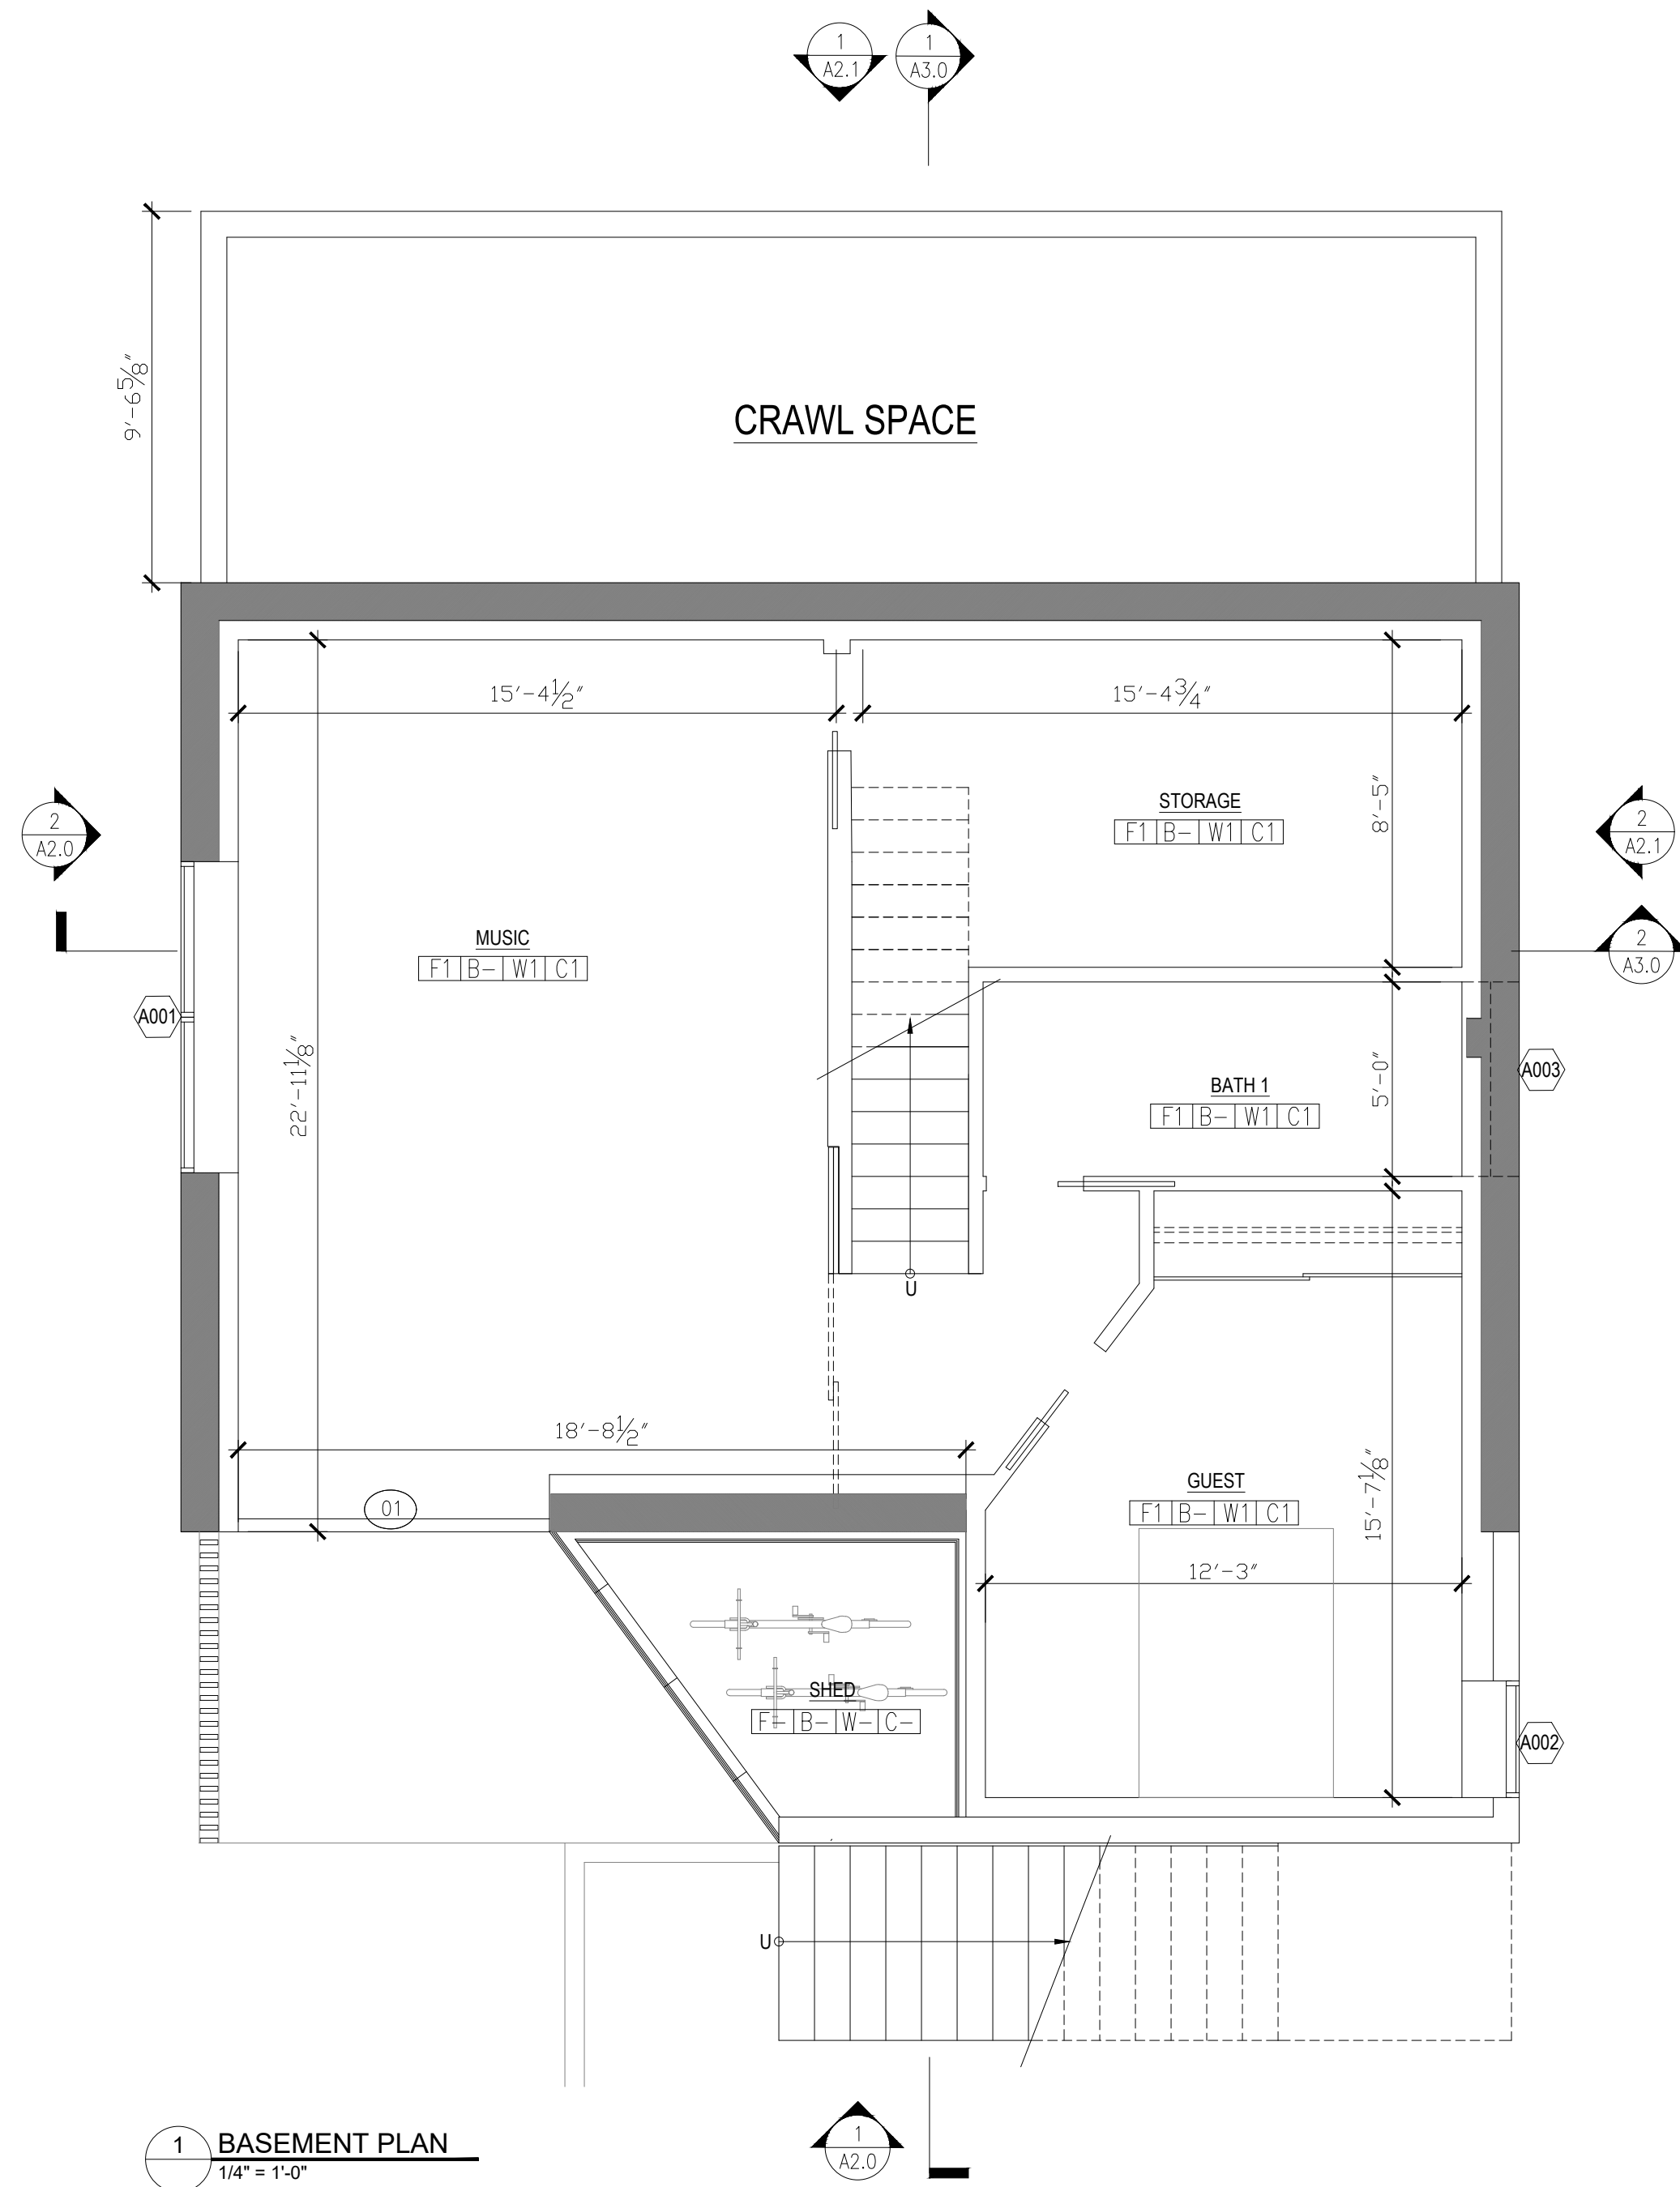 1
A2.1
1
A3.0
9'-6 5/8"
CRAWL SPACE
15'-4 1/2"
15'-4 3/4"
STORAGE
F1 B- W1 C1
8'-5"
2
A2.0
2
A2.1
MUSIC
F1 B- W1 C1
2
A3.0
A001
22'-11 1/8"
BATH 1
F1 B- W1 C1
5'-0"
A003
U
18'-8 1/2"
01
GUEST
F1 B- W1 C1
15'-7 1/8"
12'-3"
SHED
F- B- W- C-
A002
U
1
BASEMENT PLAN
1/4" = 1'-0"
1
A2.0